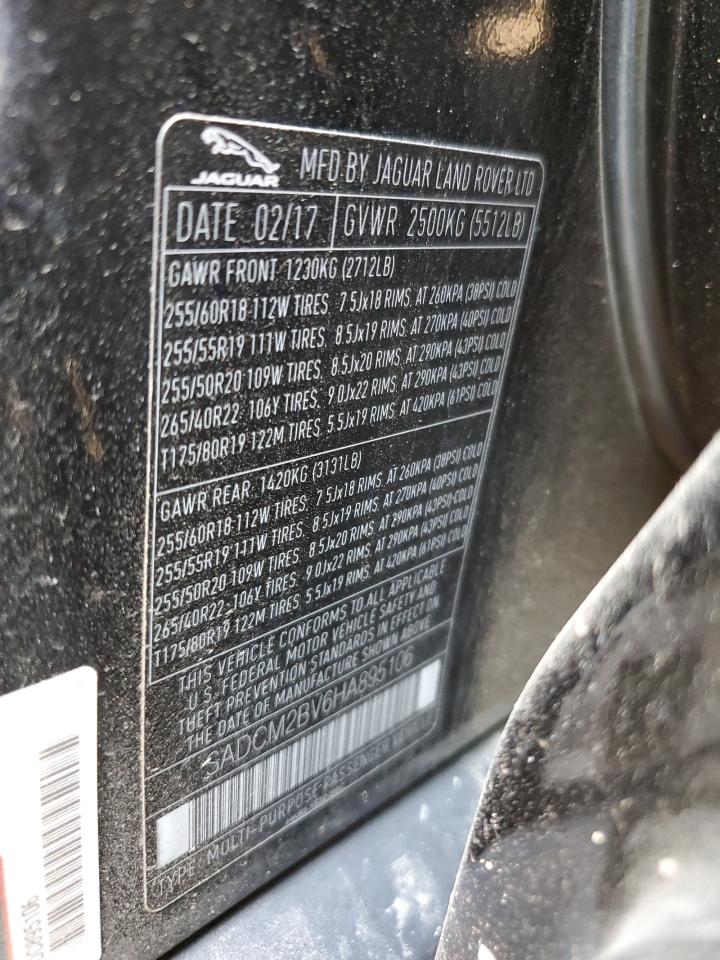 JAGUAR
MFD BY JAGUAR LAND ROVER LTD
DATE 02/17 GVWR 2500KG (5512LB)
GAWR FRONT 1230KG (2712LB)
255/60R18 112W TIRES 7.5Jx18 RIMS, AT 260KPA (38PSI) COLD
255/55R19 111W TIRES 8.5Jx19 RIMS, AT 270KPA (40PSI) COLD
255/50R20 109W TIRES 8.5Jx20 RIMS, AT 290KPA (43PSI) COLD
265/40R22 106Y TIRES 9.0Jx22 RIMS, AT 290KPA (43PSI) COLD
T175/80R19 122M TIRES 5.5Jx19 RIMS, AT 420KPA (61PSI) COLD
GAWR REAR 1420KG (3131LB)
255/60R18 112W TIRES 7.5Jx18 RIMS, AT 260KPA (38PSI) COLD
255/55R19 111W TIRES 8.5Jx19 RIMS, AT 270KPA (40PSI) COLD
255/50R20 109W TIRES 8.5Jx20 RIMS, AT 290KPA (43PSI) COLD
265/40R22 106Y TIRES 9.0Jx22 RIMS, AT 290KPA (43PSI) COLD
T175/80R19 122M TIRES 5.5Jx19 RIMS, AT 420KPA (61PSI) COLD
THIS VEHICLE CONFORMS TO ALL APPLICABLE
U.S. FEDERAL MOTOR VEHICLE SAFETY AND
THEFT PREVENTION STANDARDS IN EFFECT ON
THE DATE OF MANUFACTURE SHOWN ABOVE.
SADCM2BV6HA895106
TYPE: MULTI-PURPOSE PASSENGER VEHICLE